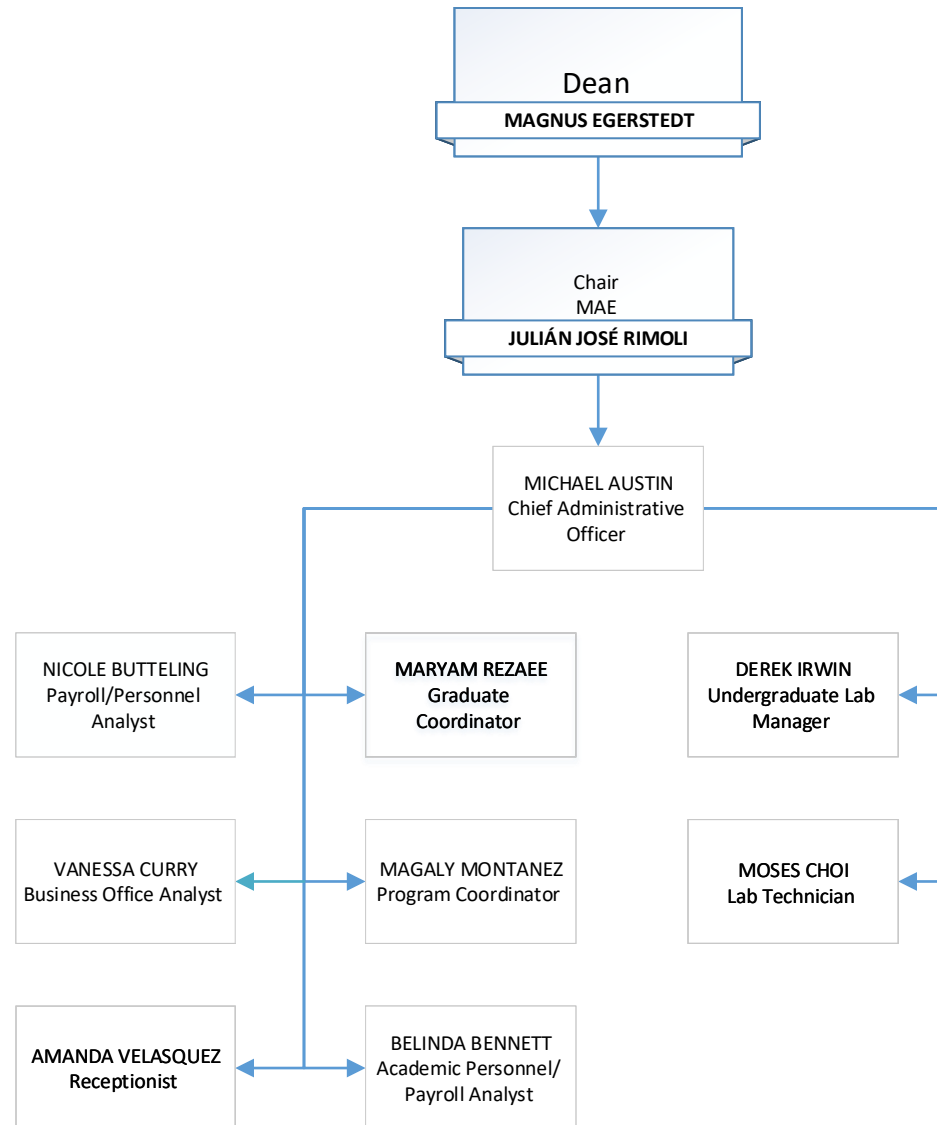 Dean
MAGNUS EGERSTEDT
Chair
MAE
JULIÁN JOSÉ RIMOLI
MICHAEL AUSTIN
Chief Administrative
Officer
NICOLE BUTTELING
Payroll/Personnel
Analyst
MARYAM REZAEE
Graduate
Coordinator
DEREK IRWIN
Undergraduate Lab
Manager
VANESSA CURRY
Business Office Analyst
MAGALY MONTANEZ
Program Coordinator
MOSES CHOI
Lab Technician
AMANDA VELASQUEZ
Receptionist
BELINDA BENNETT
Academic Personnel/
Payroll Analyst